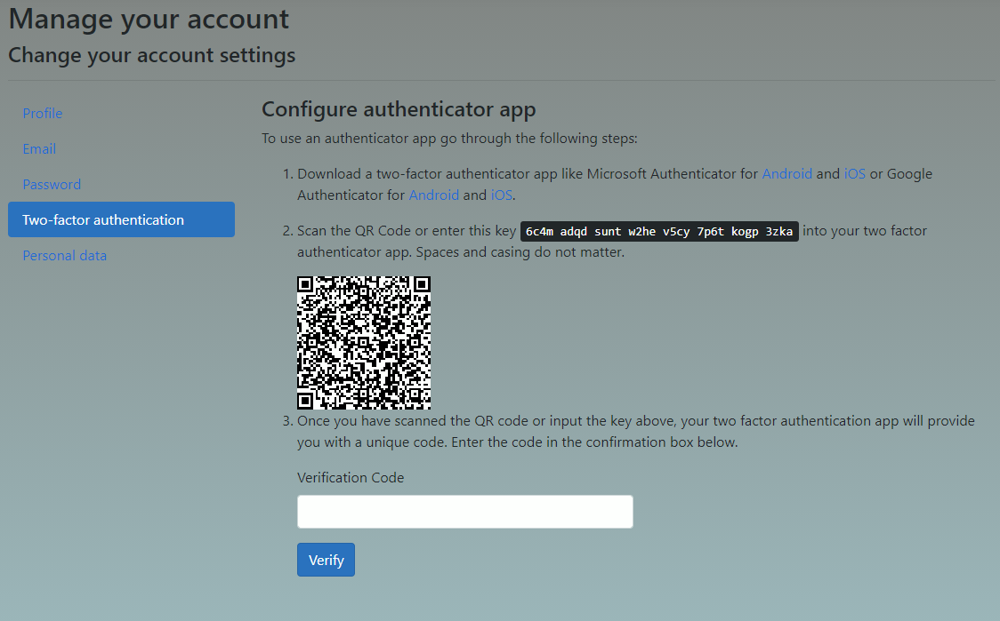 Manage your account
Change your account settings
Profile
Email
Password
Two-factor authentication
Personal data
Configure authenticator app
To use an authenticator app go through the following steps:
1. Download a two-factor authenticator app like Microsoft Authenticator for Android and iOS or Google
Authenticator for Android and iOS.
2. Scan the QR Code or enter this key 6c4m adqd sunt w2he v5cy 7p6t kogp 3zka into your two factor
authenticator app. Spaces and casing do not matter.
3. Once you have scanned the QR code or input the key above, your two factor authentication app will provide
you with a unique code. Enter the code in the confirmation box below.
Verification Code
Verify